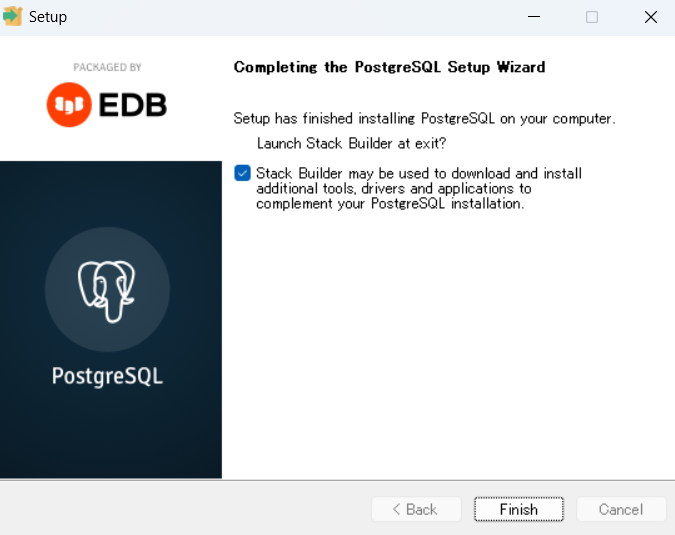 Setup
PACKAGED BY
EDB
PostgreSQL
Completing the PostgreSQL Setup Wizard
Setup has finished installing PostgreSQL on your computer.
Launch Stack Builder at exit?
Stack Builder may be used to download and install
additional tools, drivers and applications to
complement your PostgreSQL installation.
< Back
Finish
Cancel